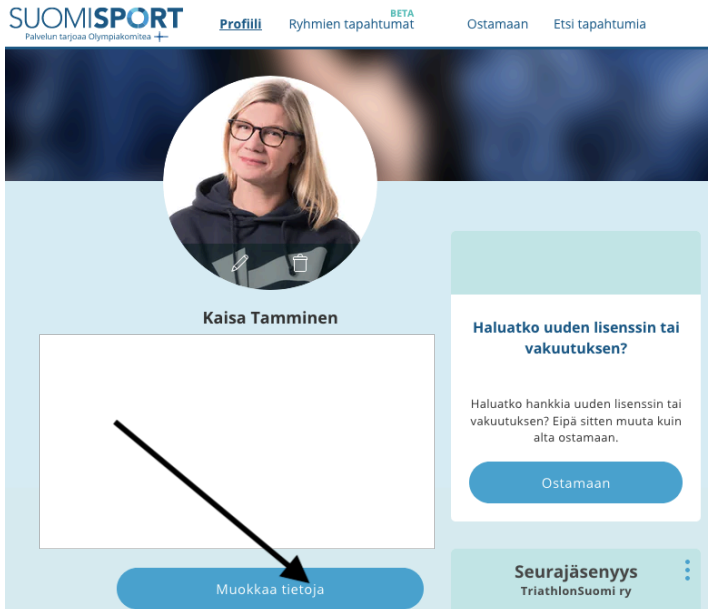 SUOMISPORT
Palvelun tarjoaa Olympiakomitea
Profiili
Ryhmien tapahtumat
BETA
Ostamaan
Etsi tapahtumia
Kaisa Tamminen
Muokkaa tietoja
Haluatko uuden lisenssin tai
vakuutuksen?
Haluatko hankkia uuden lisenssin tai
vakuutuksen? Eipä sitten muuta kuin
alta ostamaan.
Ostamaan
Seurajäsenyys
TriathlonSuomi ry